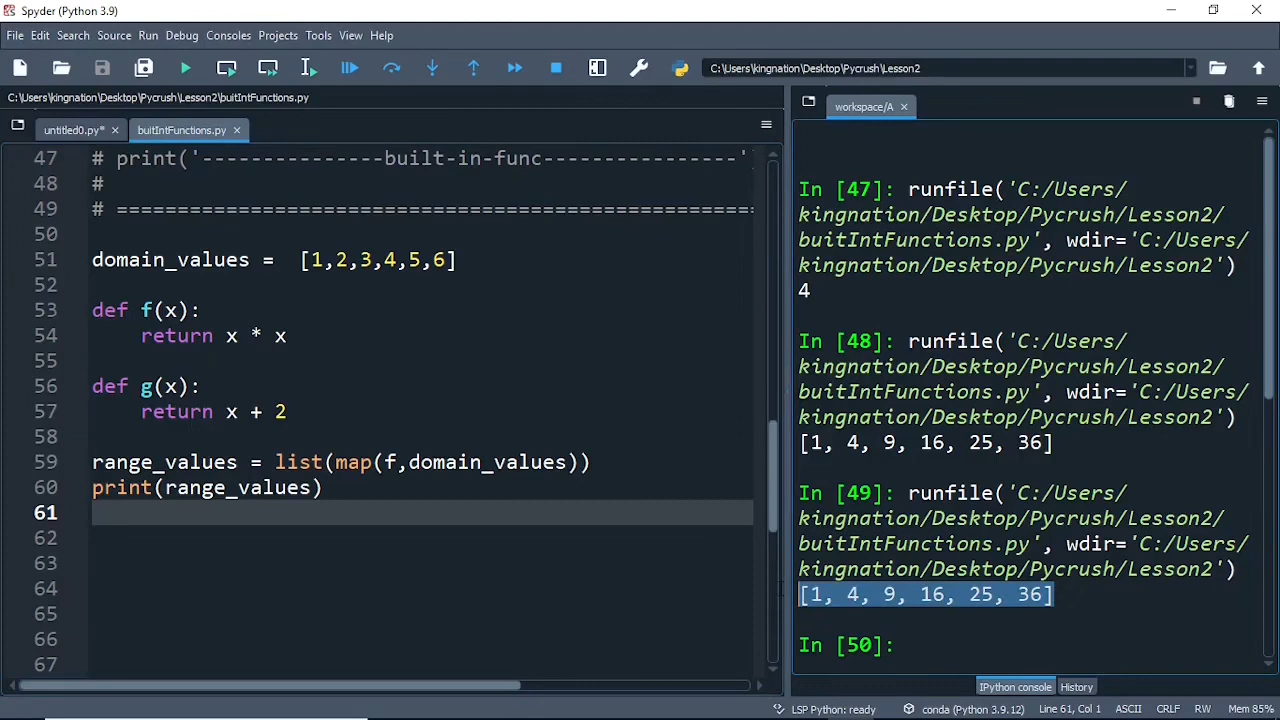 Spyder (Python 3.9)
File Edit Search Source Run Debug Consoles Projects Tools View Help
C:\Users\kingnation\Desktop\Pycrush\Lesson2
C:\Users\kingnation\Desktop\Pycrush\Lesson2\buitIntFunctions.py
untitled0.py*
buitIntFunctions.py
47 # print('---------------built-in-func----------------'
48 #
49 # =====================================================
50
51 domain_values =  [1,2,3,4,5,6]
52
53 def f(x):
54     return x * x
55
56 def g(x):
57     return x + 2
58
59 range_values = list(map(f,domain_values))
60 print(range_values)
61
62
63
64
65
66
67
workspace/A
In [47]: runfile('C:/Users/
kingnation/Desktop/Pycrush/Lesson2/
buitIntFunctions.py', wdir='C:/Users/
kingnation/Desktop/Pycrush/Lesson2')
4
In [48]: runfile('C:/Users/
kingnation/Desktop/Pycrush/Lesson2/
buitIntFunctions.py', wdir='C:/Users/
kingnation/Desktop/Pycrush/Lesson2')
[1, 4, 9, 16, 25, 36]
In [49]: runfile('C:/Users/
kingnation/Desktop/Pycrush/Lesson2/
buitIntFunctions.py', wdir='C:/Users/
kingnation/Desktop/Pycrush/Lesson2')
[1, 4, 9, 16, 25, 36]
In [50]:
IPython console History
LSP Python: ready conda (Python 3.9.12) Line 61, Col 1 ASCII CRLF RW Mem 85%